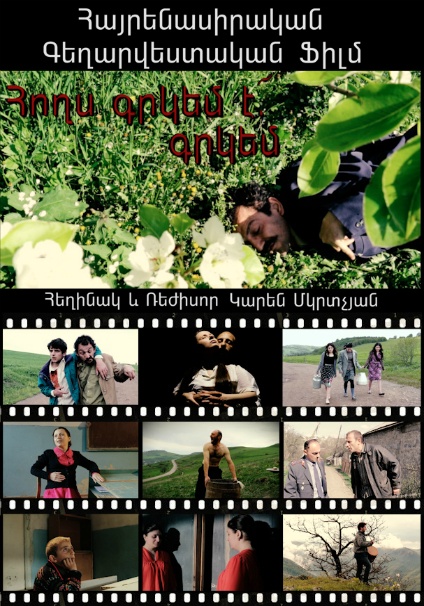 Հայրենասիրական
Գեղարվեստական Ֆիլմ
Հողս գրկեմ է,
գրկեմ
Հեղինակ և Ռեժիսոր Կարեն Մկրտչյան